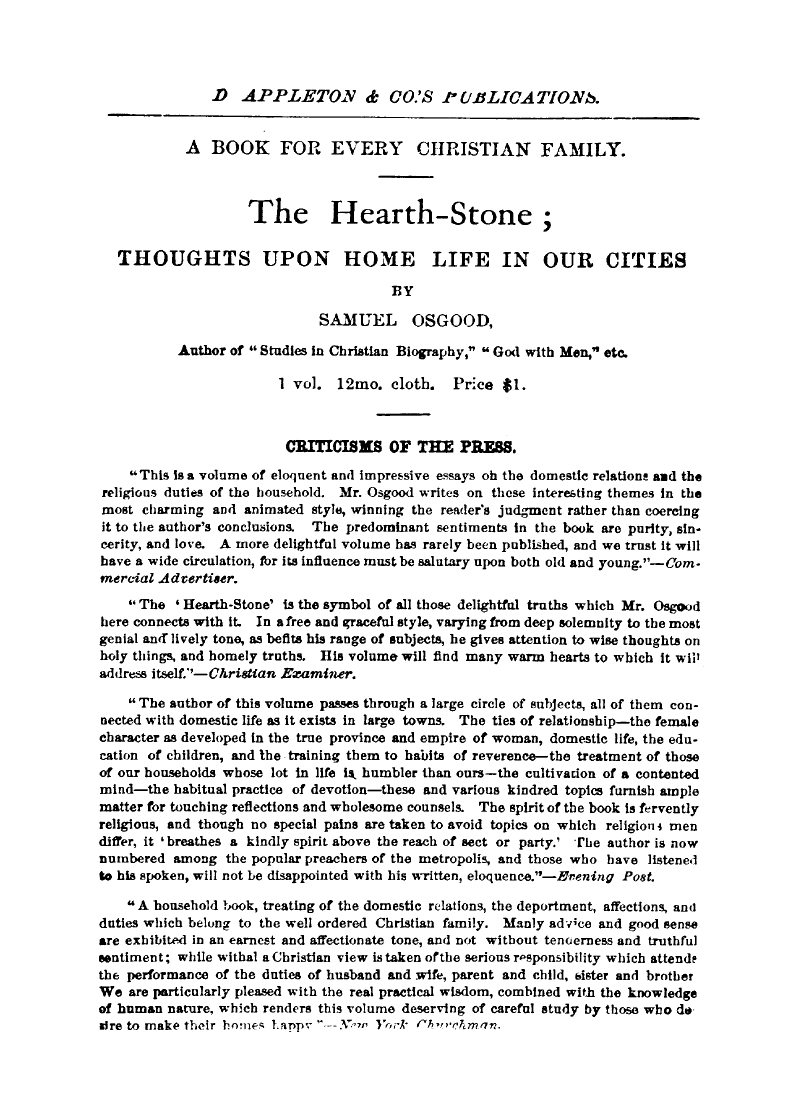 D APPLETON & CO.'S PUBLICATIONS.
A BOOK FOR EVERY CHRISTIAN FAMILY.
The Hearth-Stone;
THOUGHTS UPON HOME LIFE IN OUR CITIES
BY
SAMUEL OSGOOD,
Author of "Studies in Christian Biography," "God with Men," etc.
1 vol. 12mo. cloth. Price $1.
CRITICISMS OF THE PRESS.
"This is a volume of eloquent and impressive essays oh the domestic relations and the
religious duties of the household. Mr. Osgood writes on these interesting themes in the
most charming and animated style, winning the reader's judgment rather than coercing
it to the author's conclusions. The predominant sentiments in the book are purity, sin-
cerity, and love. A more delightful volume has rarely been published, and we trust it will
have a wide circulation, for its influence must be salutary upon both old and young."—Com-
mercial Advertiser.
"The 'Hearth-Stone' is the symbol of all those delightful truths which Mr. Osgood
here connects with it. In a free and graceful style, varying from deep solemnity to the most
genial and lively tone, as befits his range of subjects, he gives attention to wise thoughts on
holy things, and homely truths. His volume will find many warm hearts to which it will
address itself."—Christian Examiner.
"The author of this volume passes through a large circle of subjects, all of them con-
nected with domestic life as it exists in large towns. The ties of relationship—the female
character as developed in the true province and empire of woman, domestic life, the edu-
cation of children, and the training them to habits of reverence—the treatment of those
of our households whose lot in life is humbler than ours—the cultivation of a contented
mind—the habitual practice of devotion—these and various kindred topics furnish ample
matter for touching reflections and wholesome counsels. The spirit of the book is fervently
religious, and though no special pains are taken to avoid topics on which religious men
differ, it 'breathes a kindly spirit above the reach of sect or party.' The author is now
numbered among the popular preachers of the metropolis, and those who have listened
to his spoken, will not be disappointed with his written, eloquence."—Evening Post.
"A household book, treating of the domestic relations, the deportment, affections, and
duties which belong to the well ordered Christian family. Manly advice and good sense
are exhibited in an earnest and affectionate tone, and not without tenderness and truthful
sentiment; while withal a Christian view is taken of the serious responsibility which attends
the performance of the duties of husband and wife, parent and child, sister and brother
We are particularly pleased with the real practical wisdom, combined with the knowledge
of human nature, which renders this volume deserving of careful study by those who de
sire to make their homes happy."—New York Churchman.